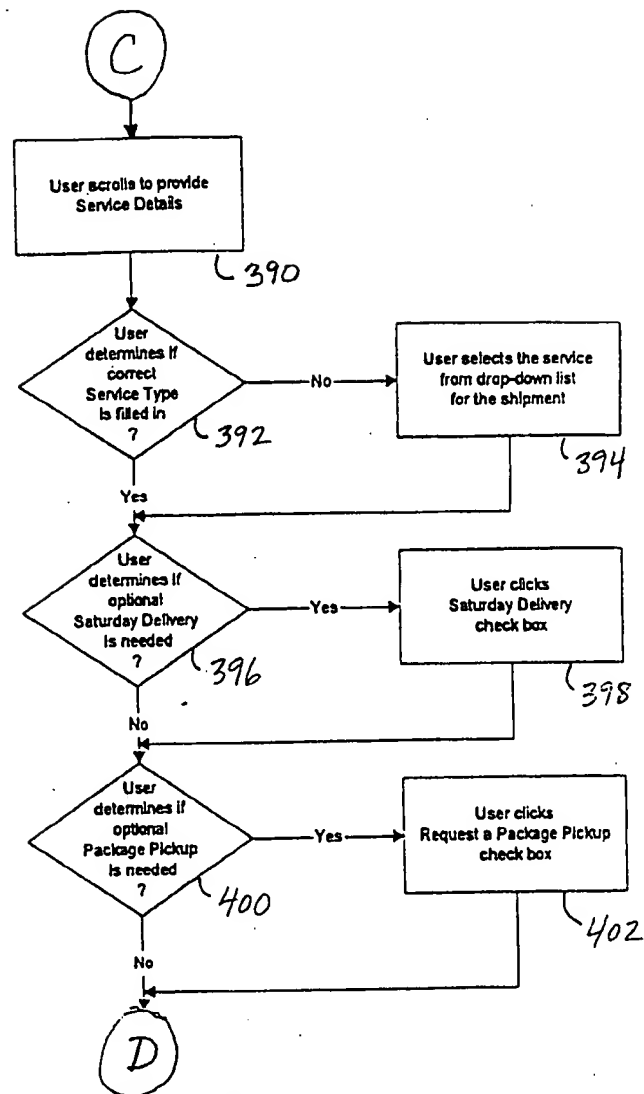 C
User scrolls to provide
Service Details
390
User
determines if
correct
Service Type
is filled in
?
392
No
User selects the service
from drop-down list
for the shipment
394
Yes
User
determines if
optional
Saturday Delivery
is needed
?
396
Yes
User clicks
Saturday Delivery
check box
398
No
User
determines if
optional
Package Pickup
is needed
?
400
Yes
User clicks
Request a Package Pickup
check box
402
No
D